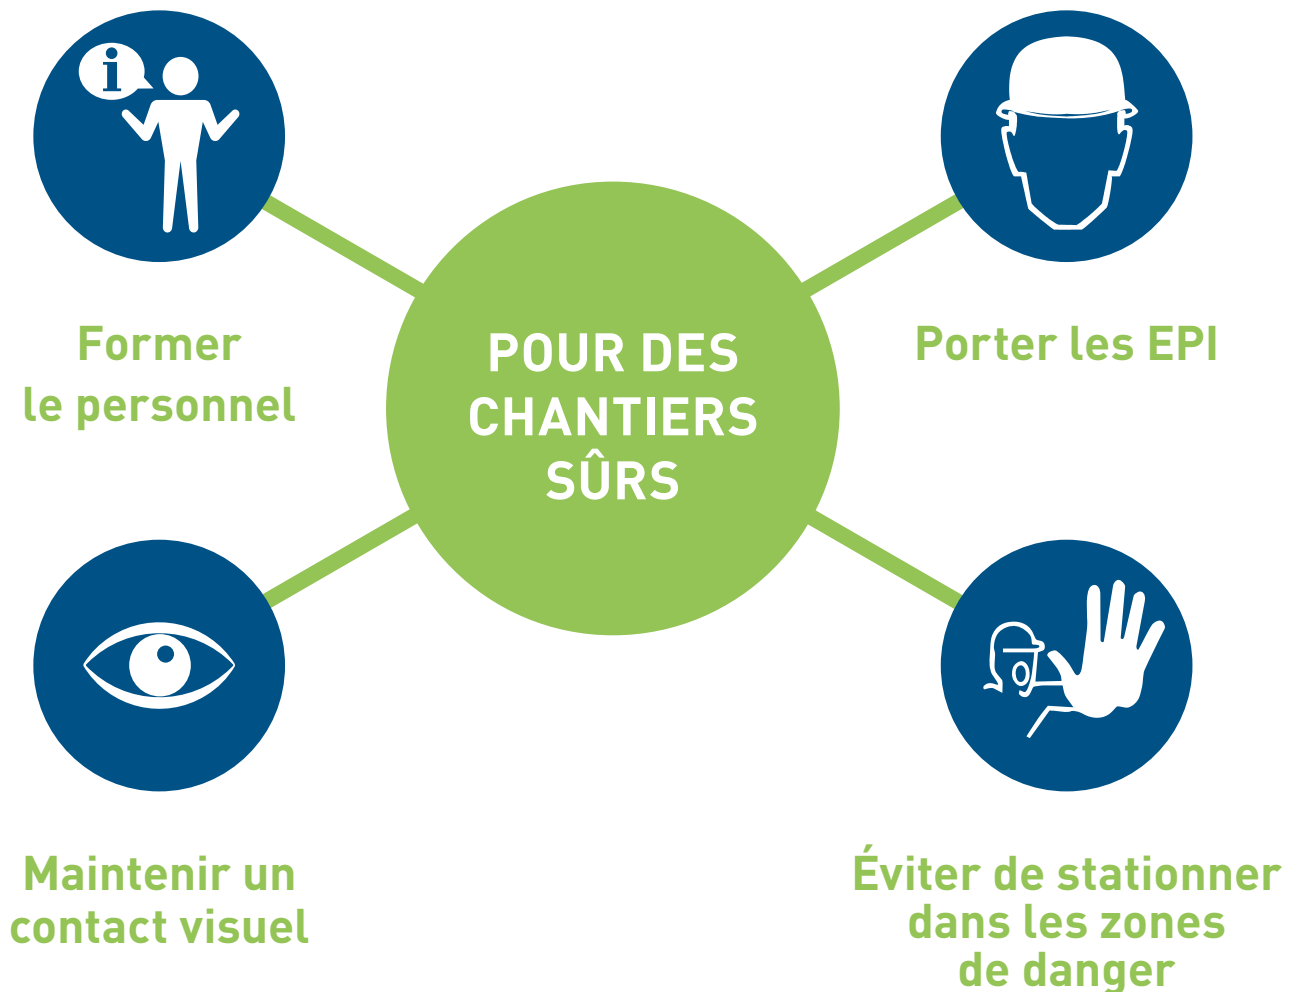 i
Former
le personnel
Porter les EPI
POUR DES
CHANTIERS
SÛRS
Maintenir un
contact visuel
Éviter de stationner
dans les zones
de danger